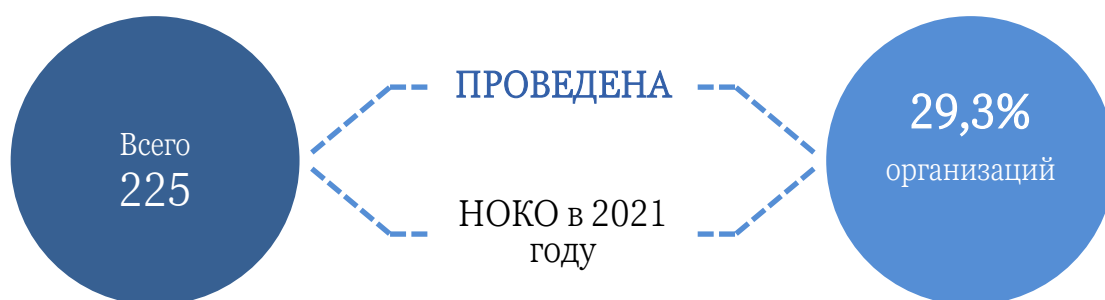 Всего
225
ПРОВЕДЕНА
НОКО в 2021
году
29,3%
организаций